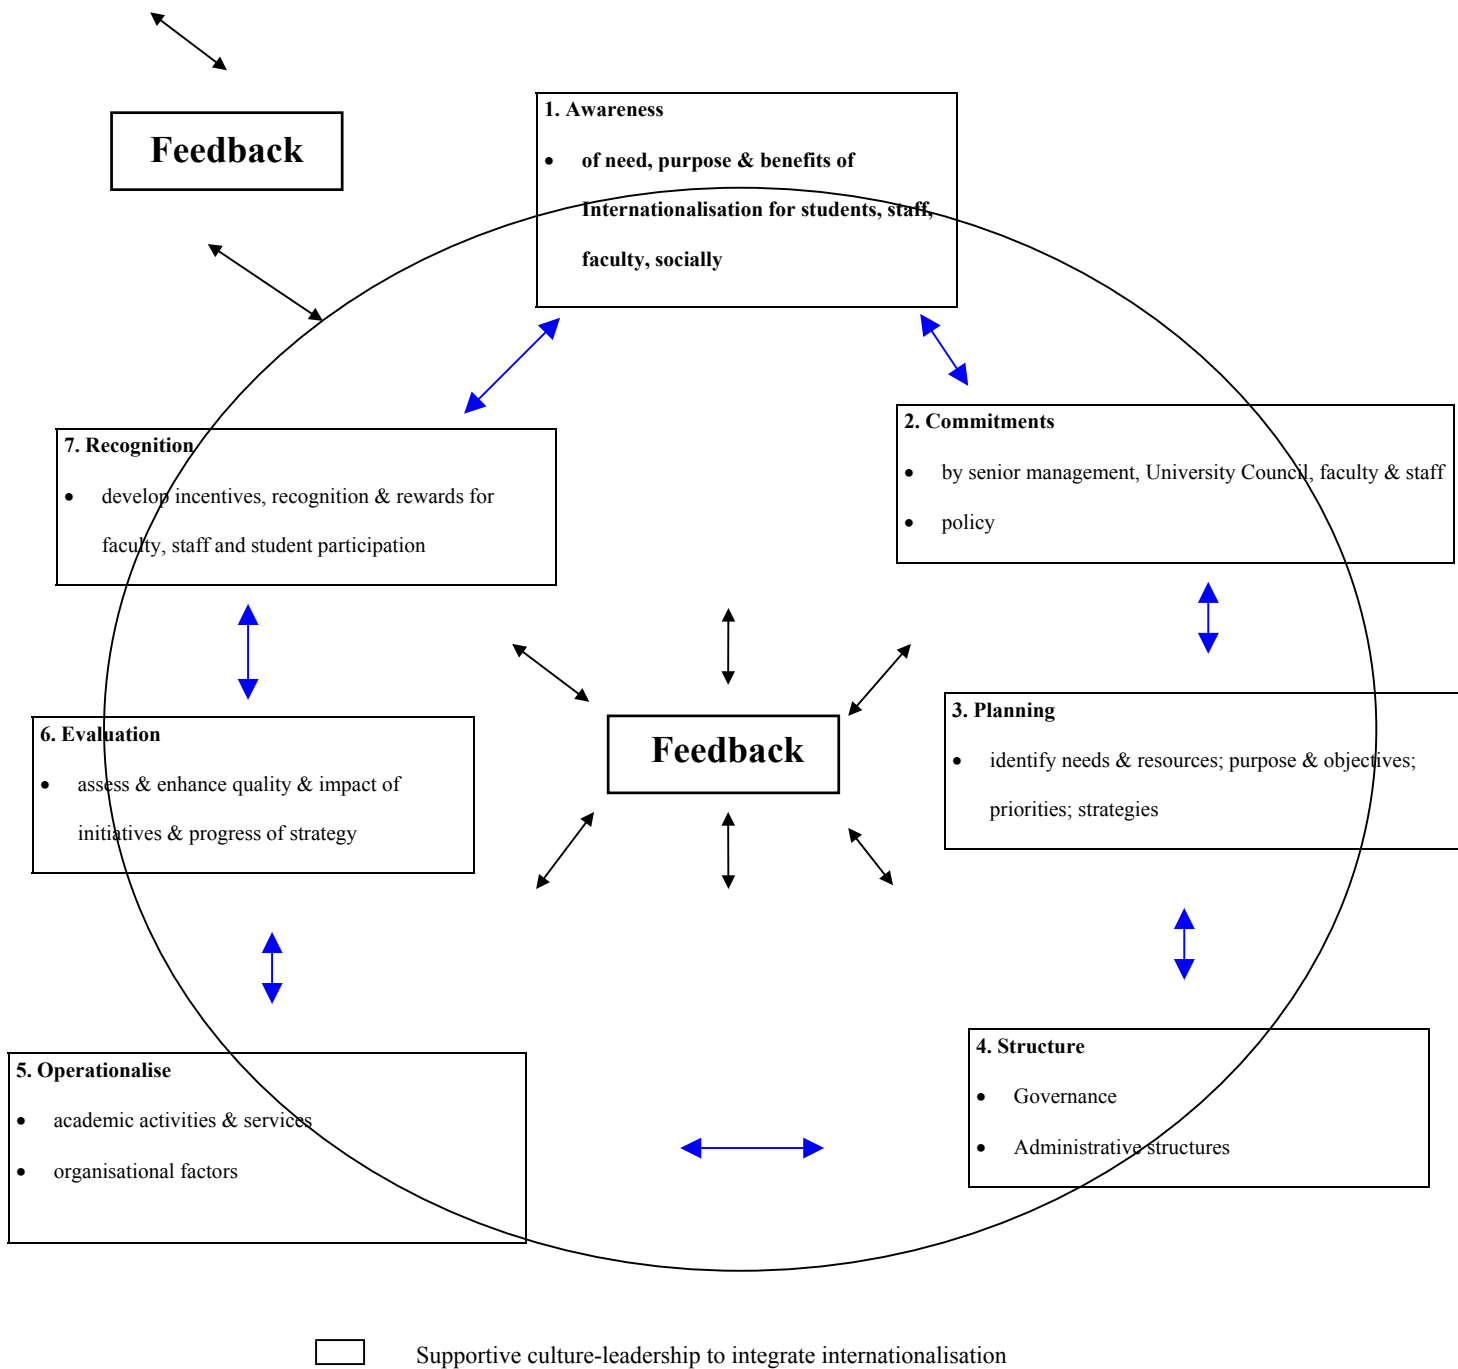 Feedback
1. Awareness
• of need, purpose & benefits of
Internationalisation for students, staff,
faculty, socially
2. Commitments
• by senior management, University Council, faculty & staff
• policy
3. Planning
• identify needs & resources; purpose & objectives;
priorities; strategies
4. Structure
• Governance
• Administrative structures
5. Operationalise
• academic activities & services
• organisational factors
6. Evaluation
• assess & enhance quality & impact of
initiatives & progress of strategy
7. Recognition
• develop incentives, recognition & rewards for
faculty, staff and student participation
Feedback
Supportive culture-leadership to integrate internationalisation